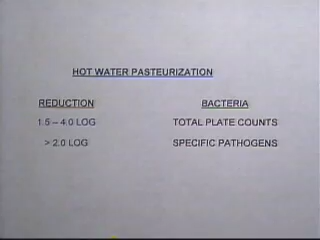 HOT WATER PASTEURIZATION
REDUCTION BACTERIA
1.5 – 4.0 LOG TOTAL PLATE COUNTS
> 2.0 LOG SPECIFIC PATHOGENS